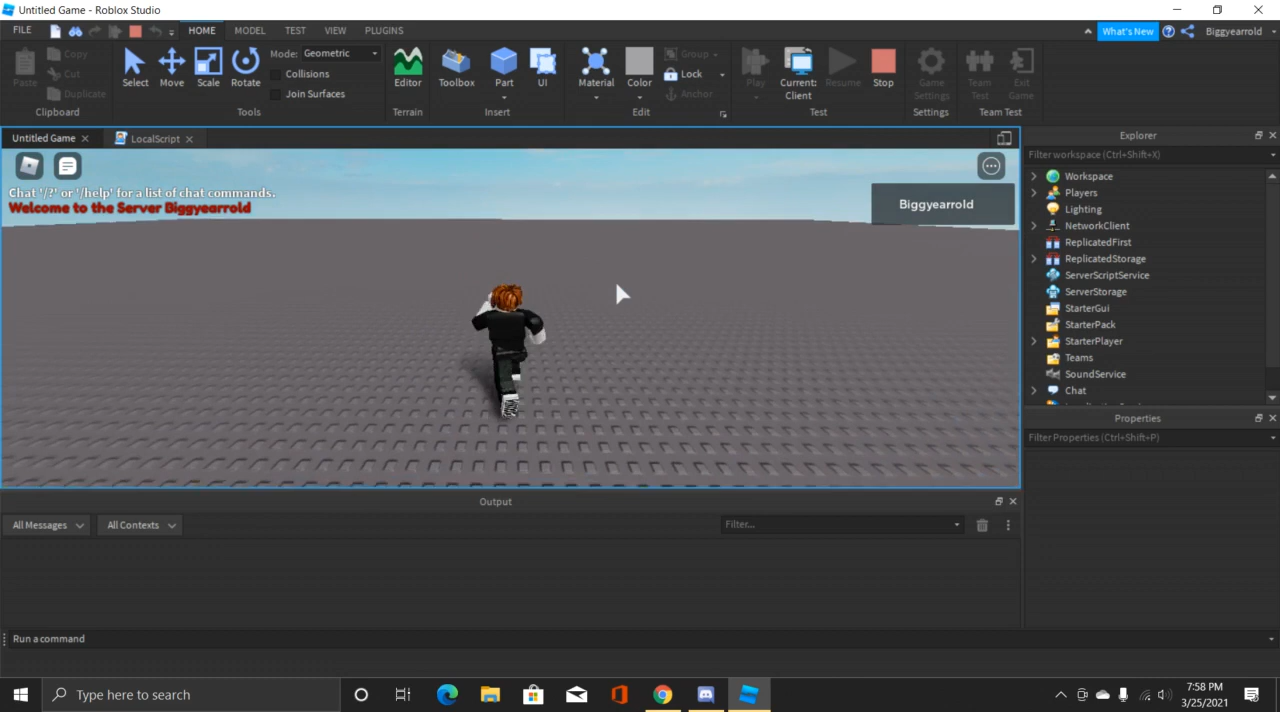 Untitled Game - Roblox Studio
FILE HOME MODEL TEST VIEW PLUGINS What's New Biggyearrold
Paste Copy Cut Duplicate Clipboard
Select Move Scale Rotate Mode: Geometric Collisions Join Surfaces Tools
Editor Terrain
Toolbox Part UI Insert
Material Color Group Lock Anchor Edit
Play Current: Client Resume Stop Test
Game Settings Settings
Team Test Exit Game Team Test
Untitled Game LocalScript
Chat '/?' or '/help' for a list of chat commands.
Welcome to the Server Biggyearrold
Biggyearrold
Explorer
Filter workspace (Ctrl+Shift+X)
Workspace
Players
Lighting
NetworkClient
ReplicatedFirst
ReplicatedStorage
ServerScriptService
ServerStorage
StarterGui
StarterPack
StarterPlayer
Teams
SoundService
Chat
Properties
Filter Properties (Ctrl+Shift+P)
Output
All Messages All Contexts Filter...
Run a command
Type here to search
7:58 PM
3/25/2021